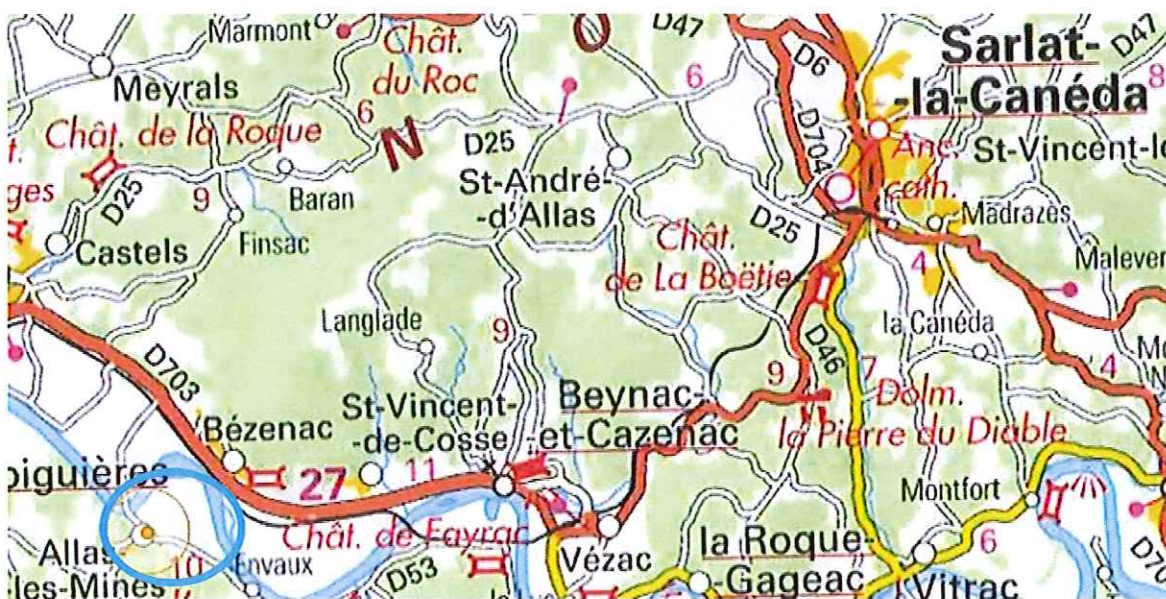 Marmont
Chât.
du Roc
O
D47
D6
Sarlat-
-la-Canéda
D47
8
Meyrals
6
6
D25
N
Chât. de la Roque
D704
Anc.
cath.
St-Vincent-l
D25
9
Baran
St-André-
-d'Allas
Madrazès
D25
Castels
Finsac
Chât.
de La Boëtie
4
Langlade
9
la Canéda
D46
9
7
4
D703
St-Vincent-
-de-Cosse
Beynac-
-et-Cazenac
Dolm.
la Pierre du Diable
Bézenac
27
11
Montfort
Chât. de Fayrac
Vézac
6
Allas-
-les-Mines
10
Envaux
D53
la Roque-
-Gageac
Vitrac